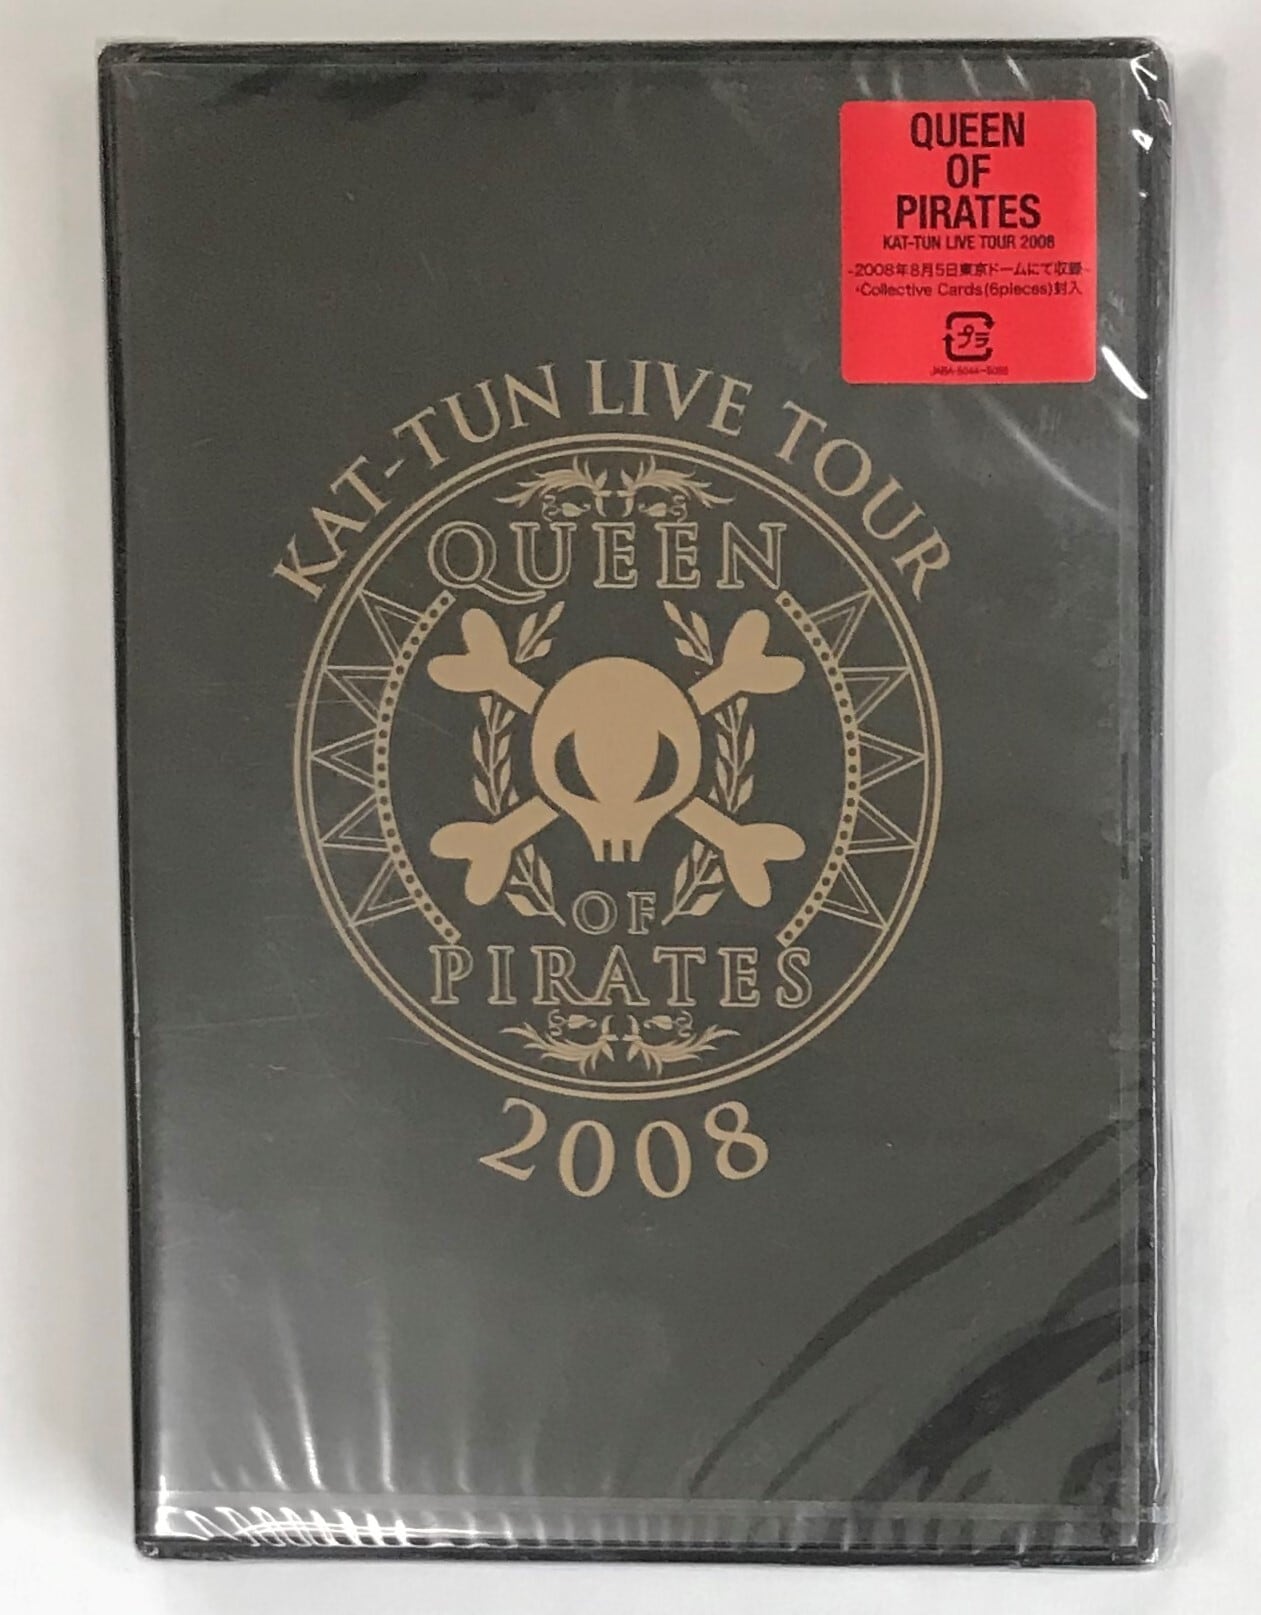 QUEEN
OF
PIRATES
KAT-TUN LIVE TOUR 2008
-2008年8月5日東京ドームにて収録-
・Collective Cards(6pieces)封入
プラ
KAT-TUN LIVE TOUR
QUEEN
OF
PIRATES
2008